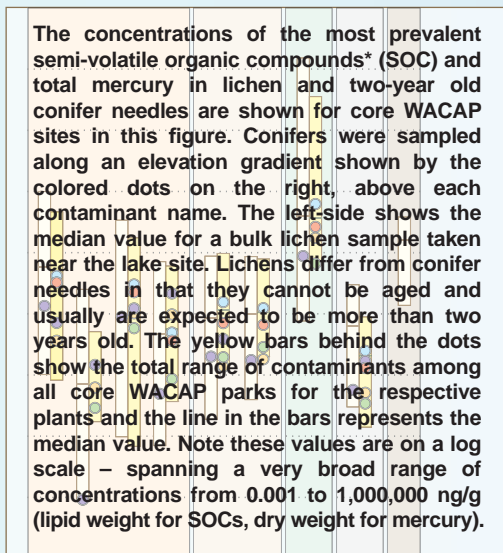 The concentrations of the most prevalent
semi-volatile organic compounds* (SOC) and
total mercury in lichen and two-year old
conifer needles are shown for core WACAP
sites in this figure. Conifers were sampled
along an elevation gradient shown by the
colored dots on the right, above each
contaminant name. The left-side shows the
median value for a bulk lichen sample taken
near the lake site. Lichens differ from conifer
needles in that they cannot be aged and
usually are expected to be more than two
years old. The yellow bars behind the dots
show the total range of contaminants among
all core WACAP parks for the respective
plants and the line in the bars represents the
median value. Note these values are on a log
scale – spanning a very broad range of
concentrations from 0.001 to 1,000,000 ng/g
(lipid weight for SOCs, dry weight for mercury).